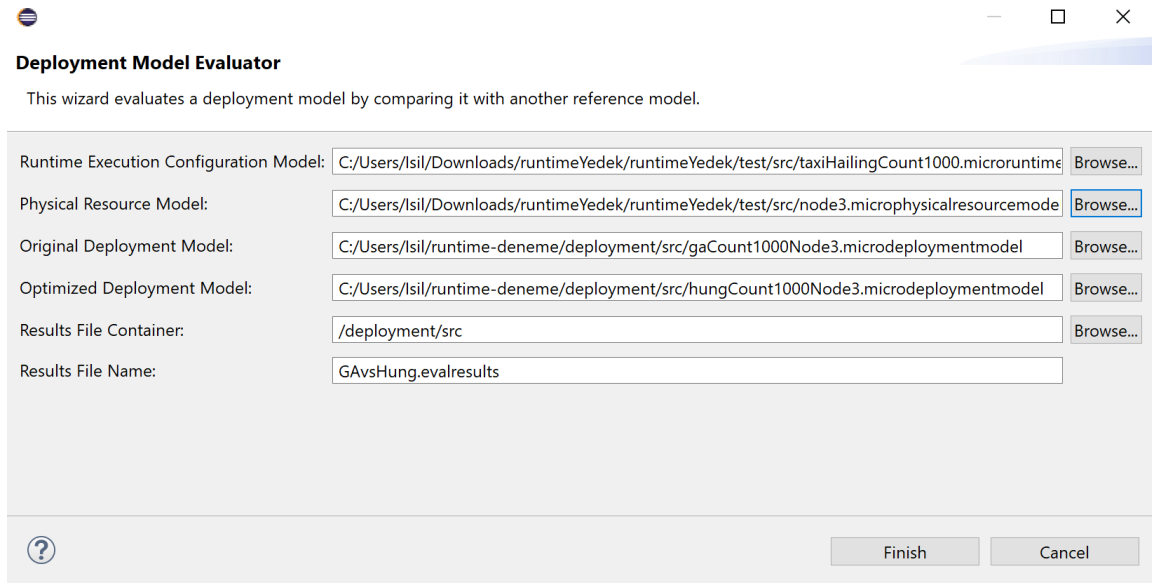 Deployment Model Evaluator
This wizard evaluates a deployment model by comparing it with another reference model.
Runtime Execution Configuration Model: C:/Users/Isil/Downloads/runtimeYedek/runtimeYedek/test/src/taxiHailingCount1000.microruntime Browse...
Physical Resource Model: C:/Users/Isil/Downloads/runtimeYedek/runtimeYedek/test/src/node3.microphysicalresourcemode Browse...
Original Deployment Model: C:/Users/Isil/runtime-deneme/deployment/src/gaCount1000Node3.microdeploymentmodel Browse...
Optimized Deployment Model: C:/Users/Isil/runtime-deneme/deployment/src/hungCount1000Node3.microdeploymentmodel Browse...
Results File Container: /deployment/src Browse...
Results File Name: GAvsHung.evalresults
? Finish Cancel